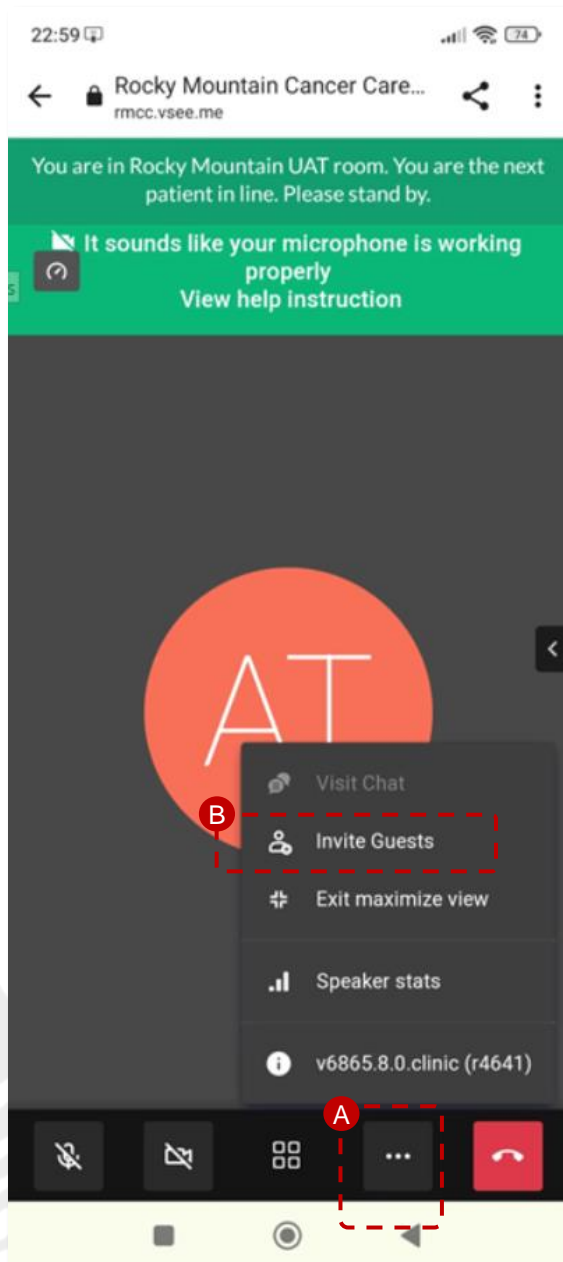 22:59
74
Rocky Mountain Cancer Care...
rmcc.vsee.me
You are in Rocky Mountain UAT room. You are the next
patient in line. Please stand by.
It sounds like your microphone is working
properly
View help instruction
s
AT
Visit Chat
B
Invite Guests
Exit maximize view
Speaker stats
v6865.8.0.clinic (r4641)
A